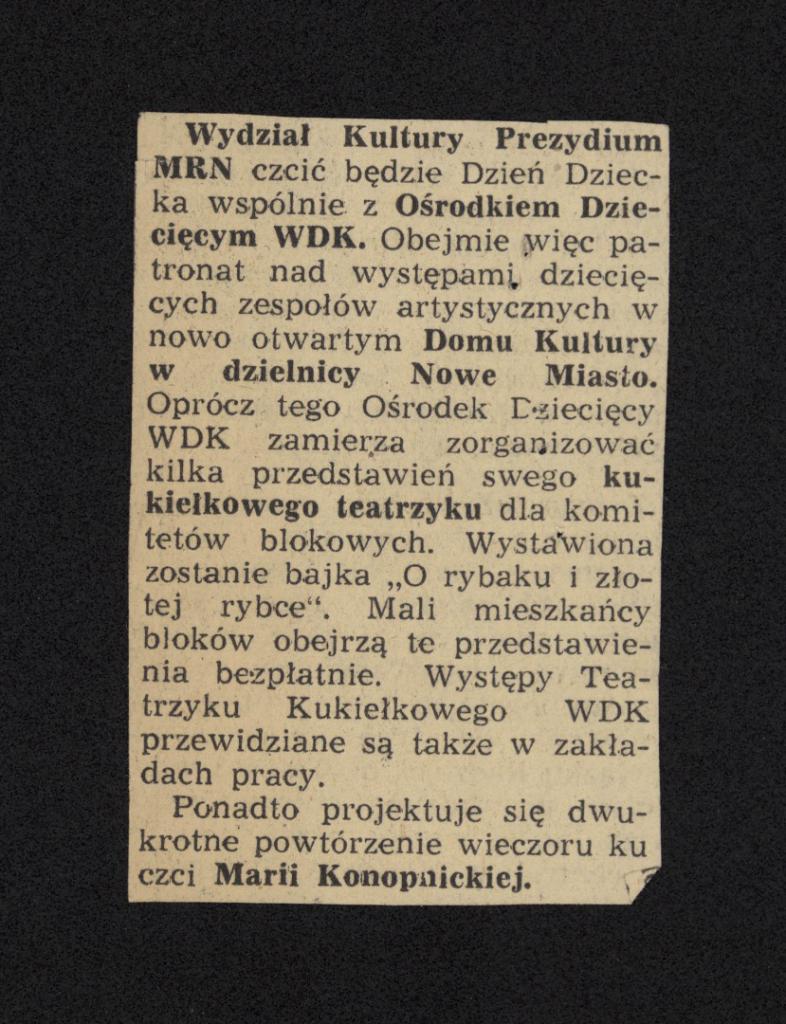 Wydział Kultury Prezydium
MRN czcić będzie Dzień Dziec-
ka wspólnie z Ośrodkiem Dzie-
cięcym WDK. Obejmie więc pa-
tronat nad występami dziecię-
cych zespołów artystycznych w
nowo otwartym Domu Kultury
w dzielnicy Nowe Miasto.
Oprócz tego Ośrodek Dziecięcy
WDK zamierza zorganizować
kilka przedstawień swego ku-
kiełkowego teatrzyku dla komi-
tetów blokowych. Wystawiona
zostanie bajka „O rybaku i zło-
tej rybce“. Mali mieszkańcy
bloków obejrzą te przedstawie-
nia bezpłatnie. Występy Tea-
trzyku Kukiełkowego WDK
przewidziane są także w zakła-
dach pracy.
Ponadto projektuje się dwu-
krotne powtórzenie wieczoru ku
czci Marii Konopnickiej.